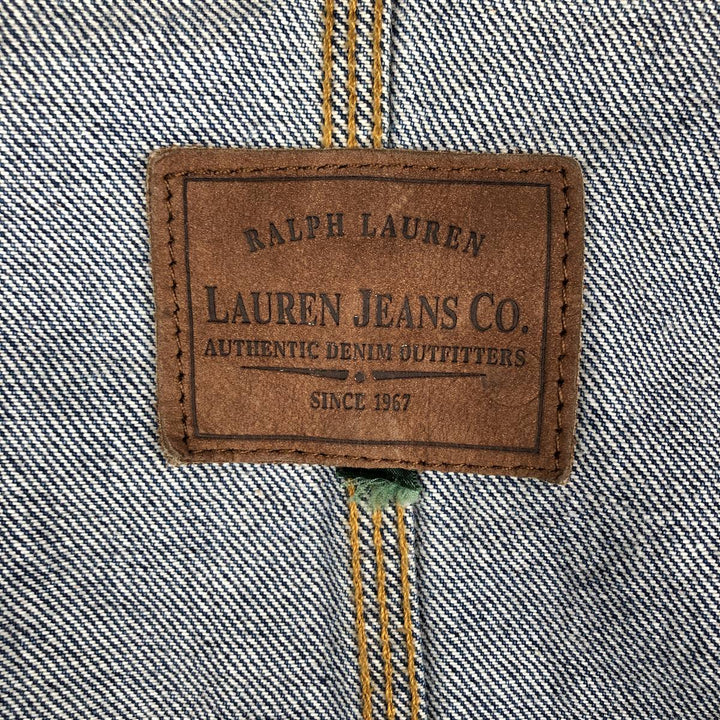 RALPH LAUREN
LAUREN JEANS CO.
AUTHENTIC DENIM OUTFITTERS
SINCE 1967